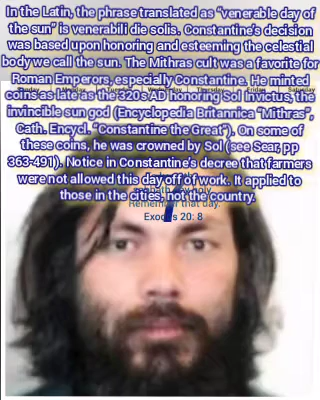 In the Latin, the phrase translated as "venerable day of
the sun" is venerabili die solis. Constantine's decision
was based upon honoring and esteeming the celestial
body we call the sun. The Mithras cult was a favorite for
Roman Emperors, especially Constantine. He minted
coins as late as the 320s AD honoring Sol Invictus, the
invincible sun god (Encyclopedia Britannica "Mithras",
Cath. Encycl. "Constantine the Great"). On some of
these coins, he was crowned by Sol (see Sear, pp
363-491). Notice in Constantine's decree that farmers
were not allowed this day off of work. It applied to
those in the cities, not the country.
holy
Remember that day.
Exodus 20: 8